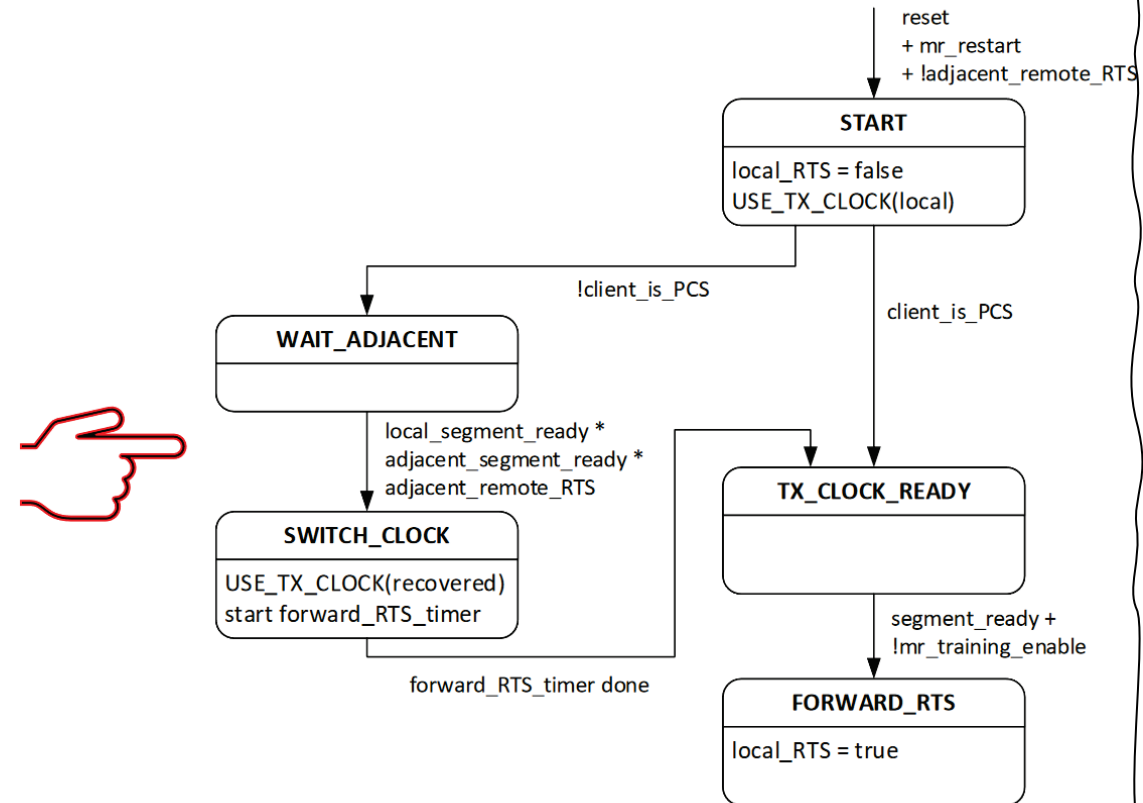 reset
+ mr_restart
+ !adjacent_remote_RTS
START
local_RTS = false
USE_TX_CLOCK(local)
!client_is_PCS
client_is_PCS
WAIT_ADJACENT
local_segment_ready *
adjacent_segment_ready *
adjacent_remote_RTS
TX_CLOCK_READY
SWITCH_CLOCK
USE_TX_CLOCK(recovered)
start forward_RTS_timer
segment_ready +
!mr_training_enable
forward_RTS_timer done
FORWARD_RTS
local_RTS = true